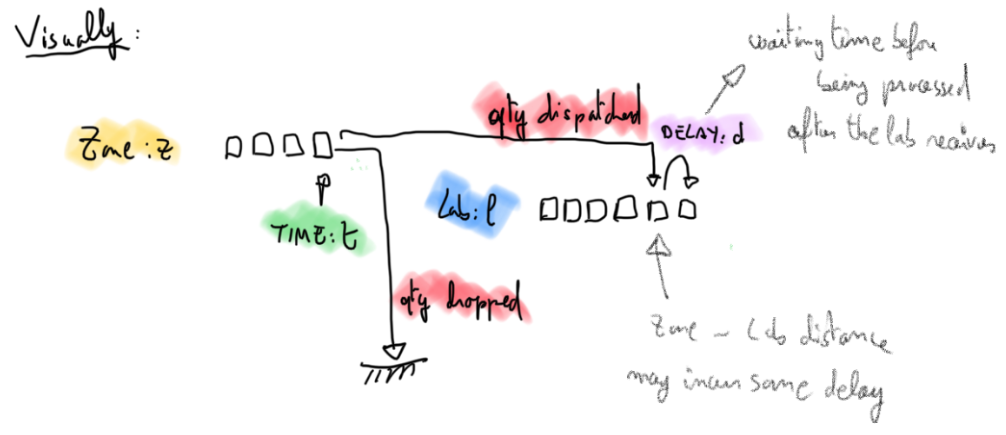 Visually:
waiting time before
being processed
after the lab receives
qty dispatched
DELAY: d
Zone: z
Lab: l
TIME: t
qty dropped
Zone - Lab distance
may incur some delay